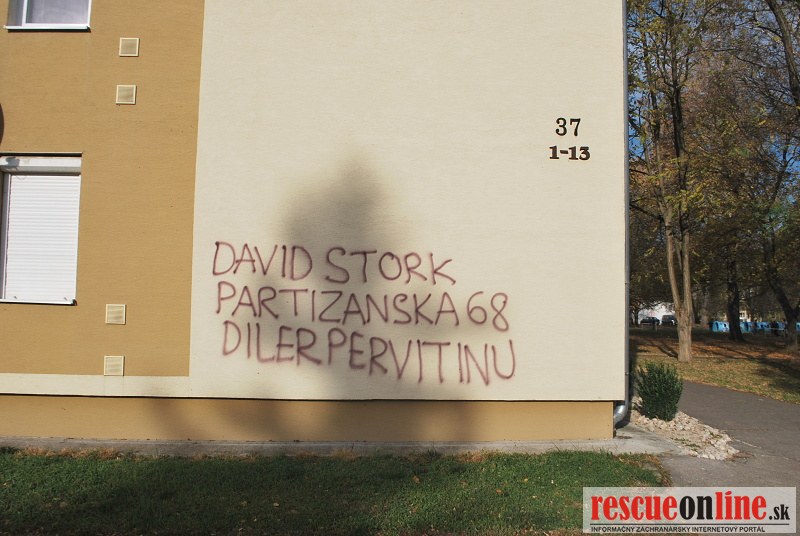 37
1-13
DAVID STORK
PARTIZANSKA 68
DILER PERVITINU
rescueonline.sk
INFORMAČNÝ ZÁCHRANÁRSKY INTERNETOVÝ PORTÁL